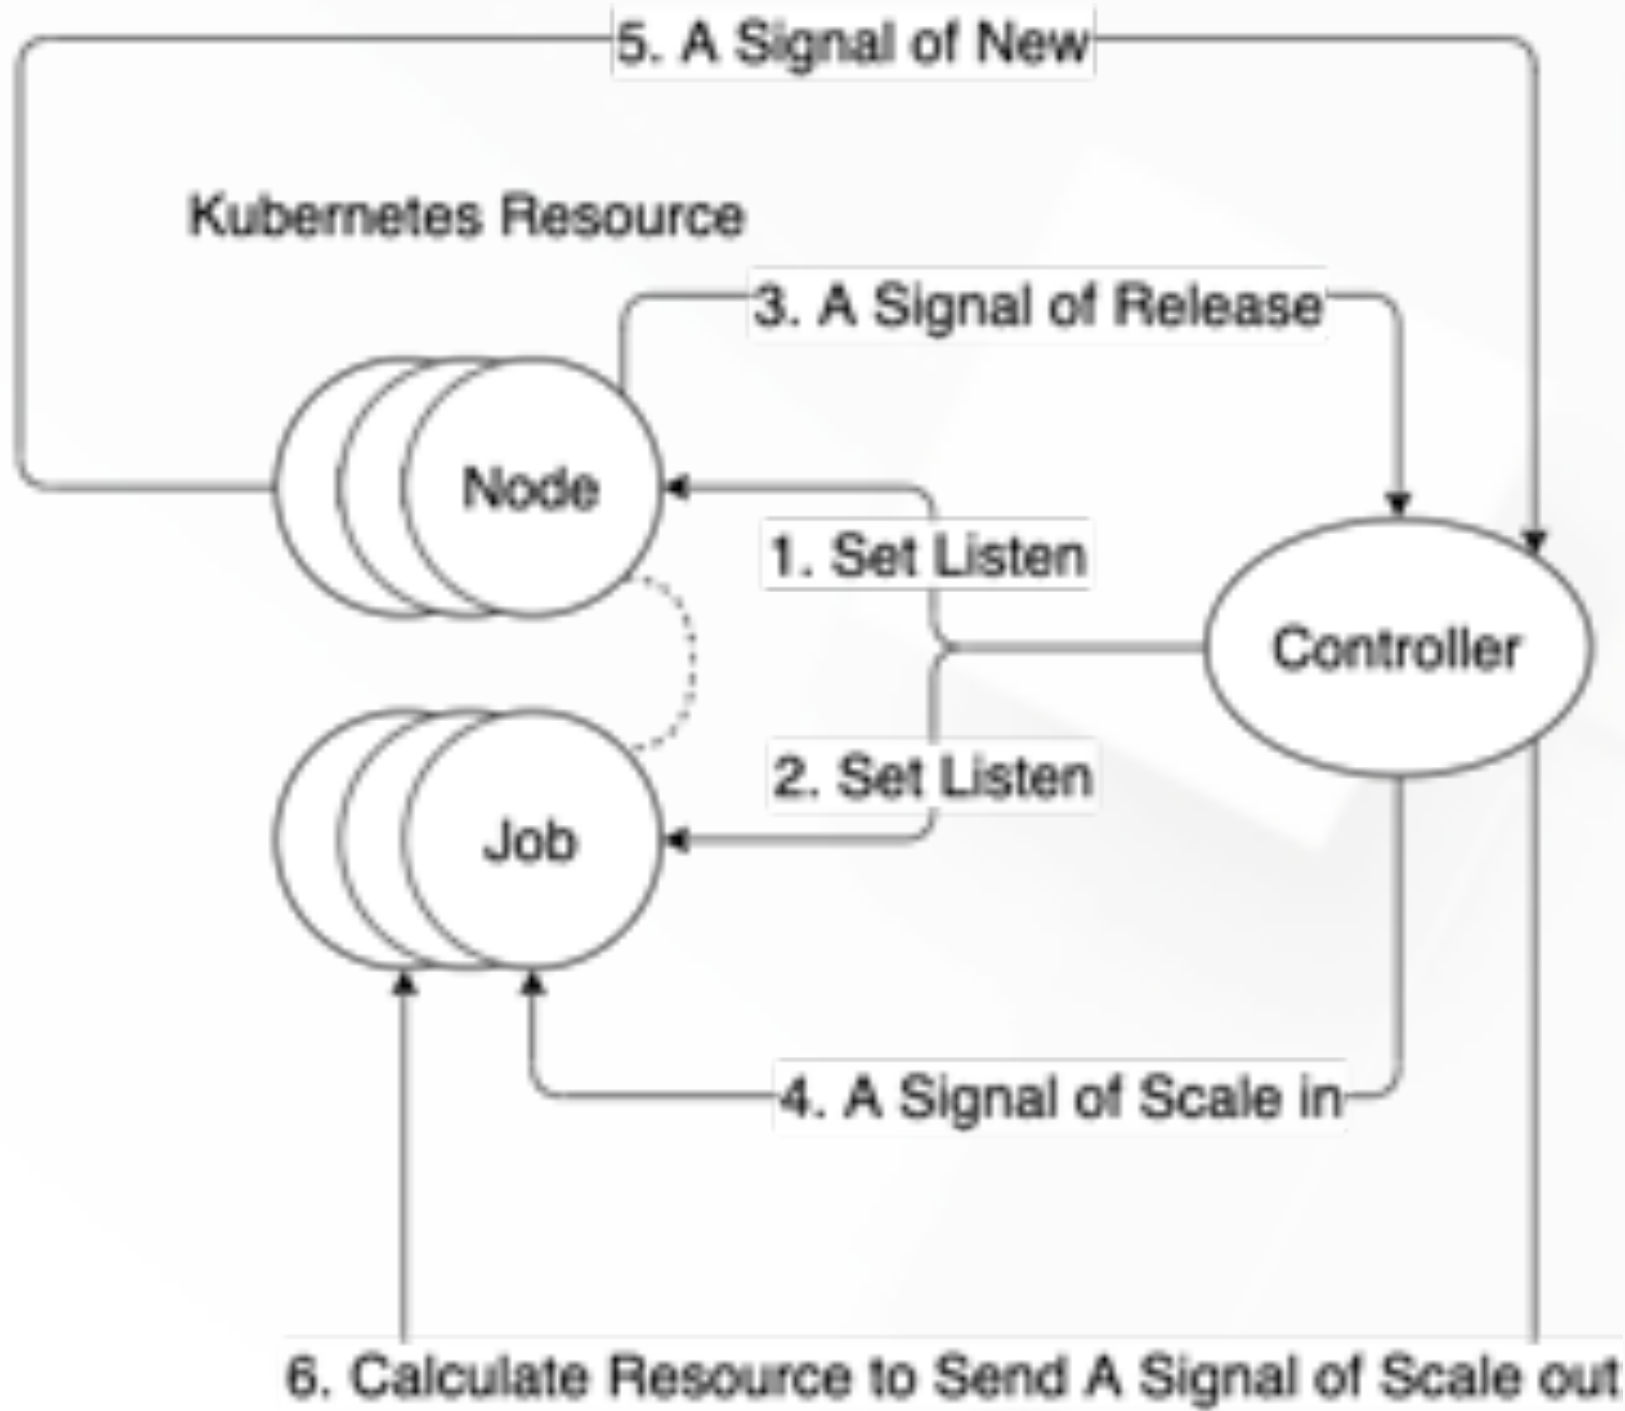 5. A Signal of New
Kubernetes Resource
3. A Signal of Release
Node
1. Set Listen
Controller
2. Set Listen
Job
4. A Signal of Scale in
6. Calculate Resource to Send A Signal of Scale out